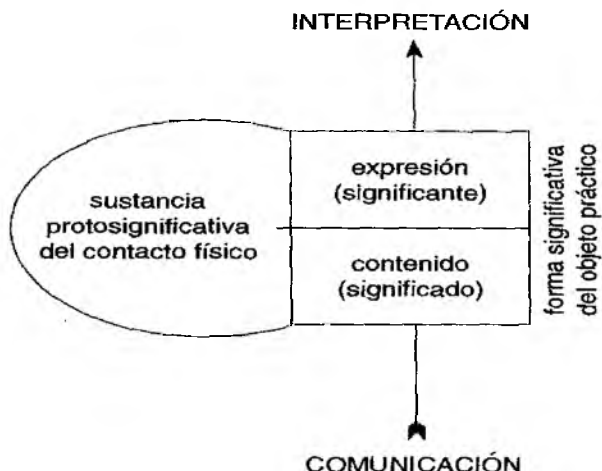 INTERPRETACIÓN
expresión
(significante)
sustancia
protosignificativa
del contacto físico
contenido
(significado)
forma significativa
del objeto práctico
COMUNICACIÓN